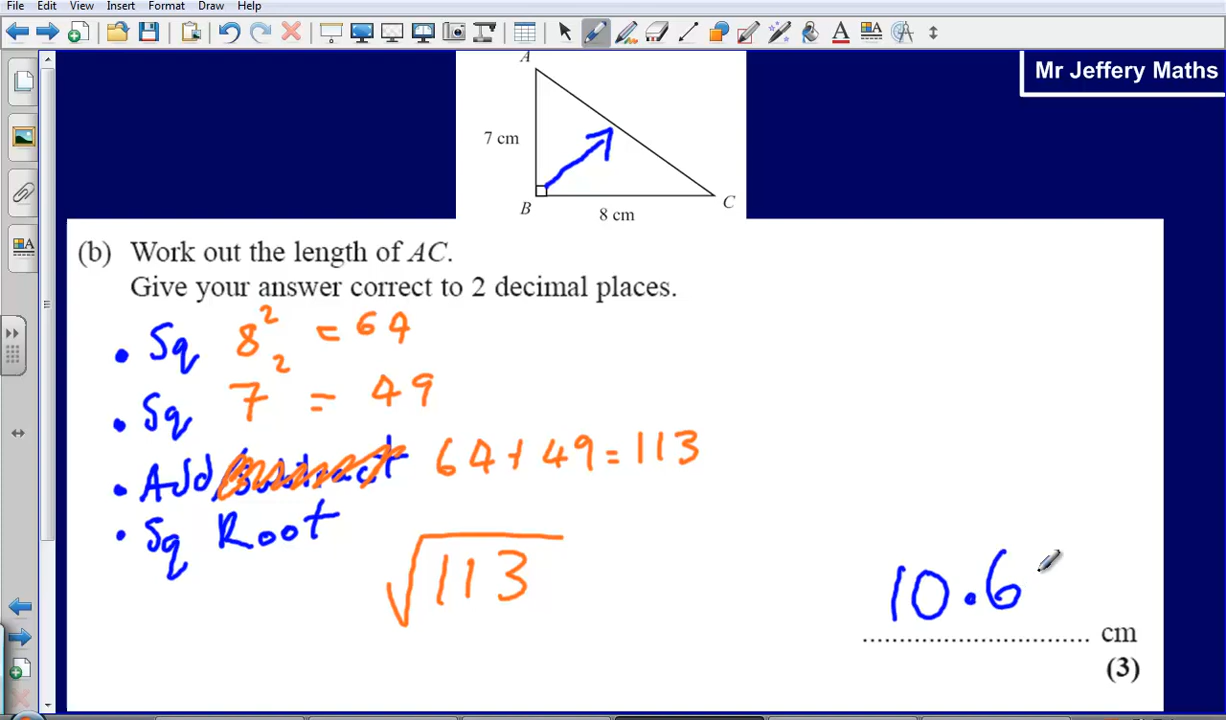 File Edit View Insert Format Draw Help
Mr Jeffery Maths
A
7 cm
B
8 cm
C
(b) Work out the length of AC.
Give your answer correct to 2 decimal places.
• Sq 8² = 64
• Sq 7² = 49
• Add/Subtract 64+49=113
• Sq Root
√113
10.6
........................................ cm
(3)